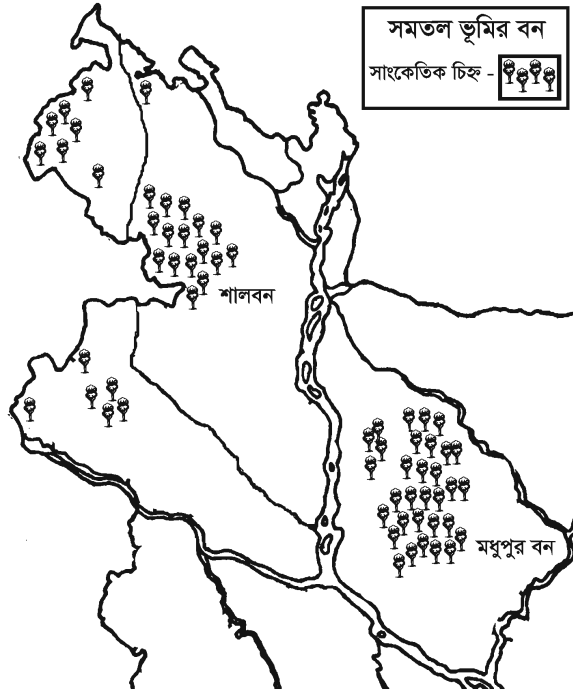 সমতল ভূমির বন
সাংকেতিক চিহ্ন -
শালবন
মধুপুর বন